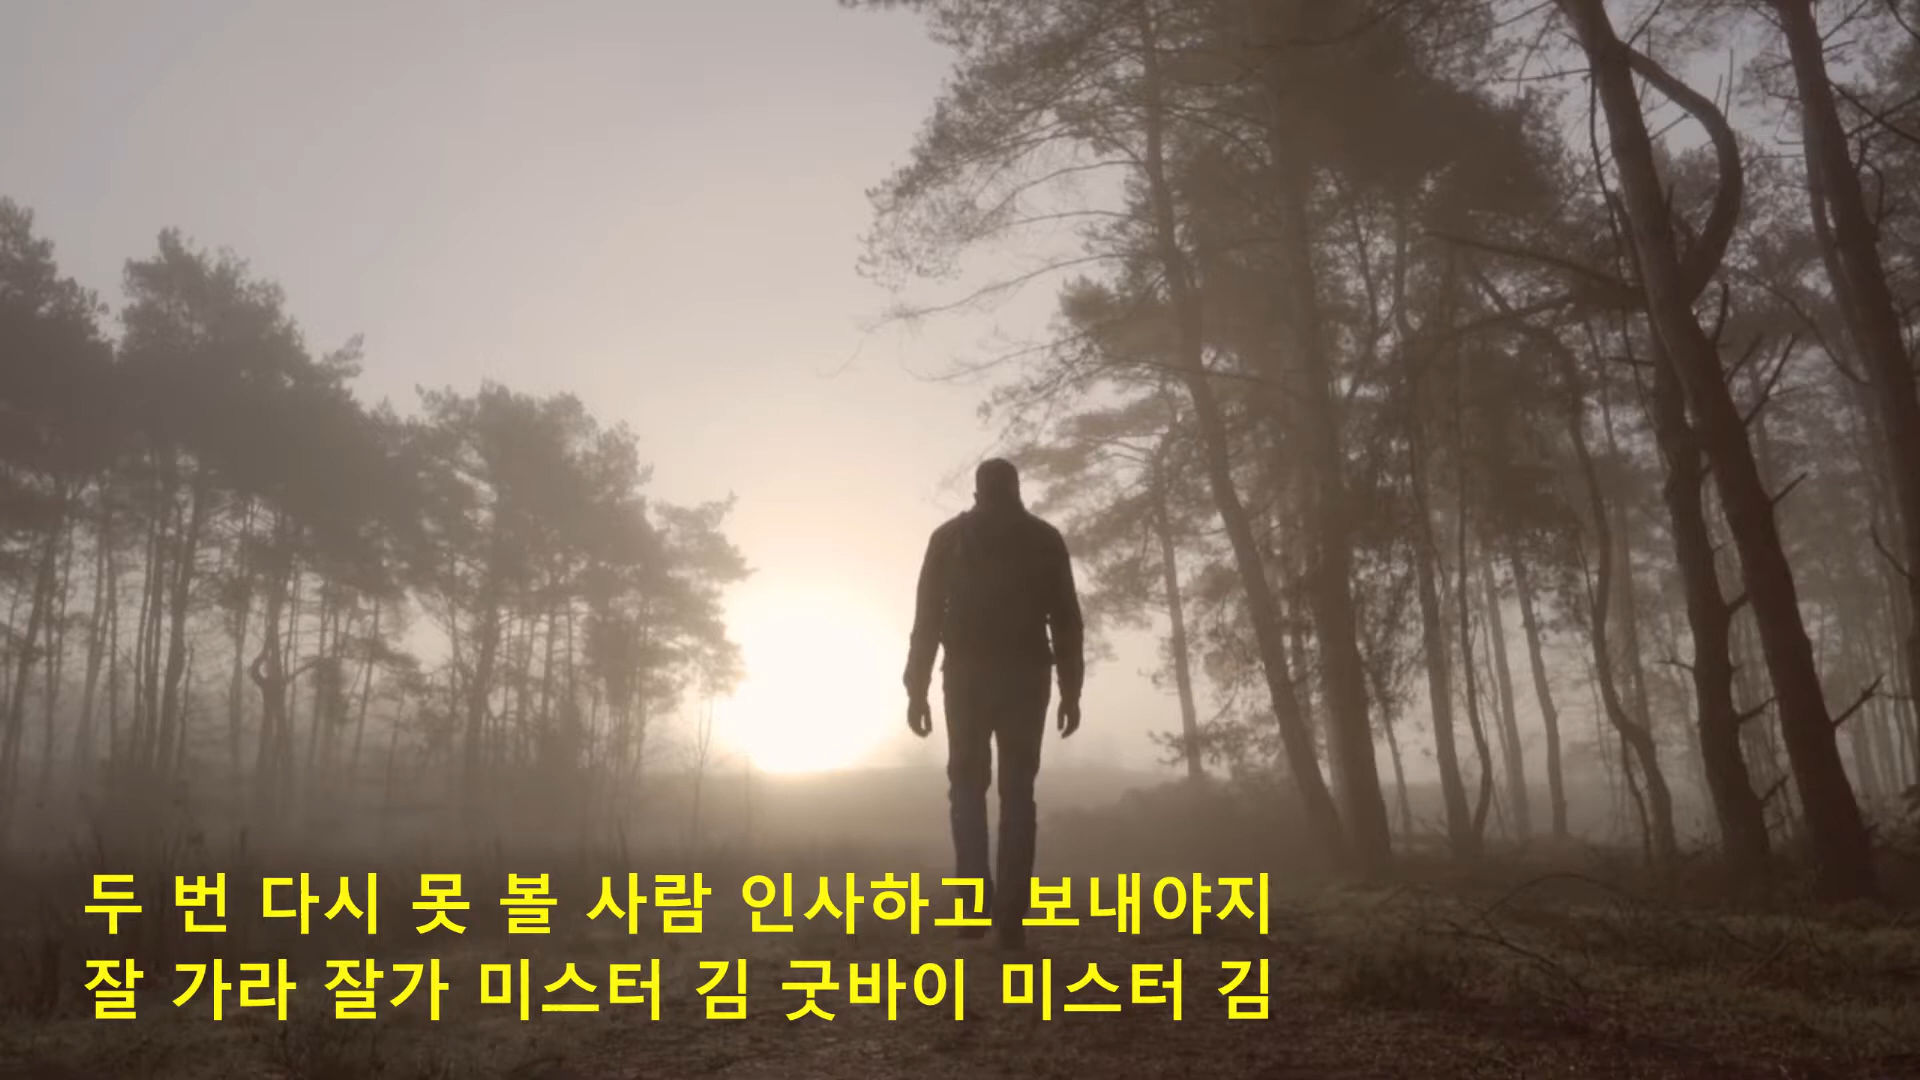 두 번 다시 못 볼 사람 인사하고 보내야지
잘 가라 잘가 미스터 김 굿바이 미스터 김